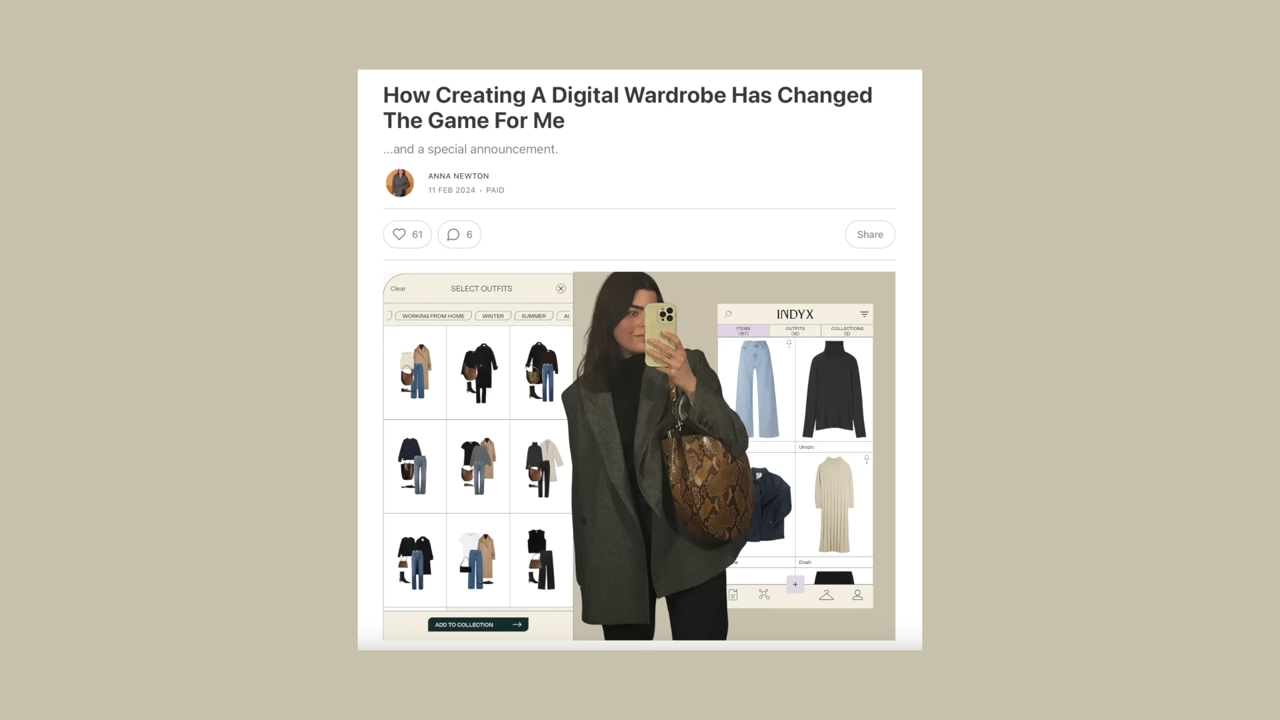 How Creating A Digital Wardrobe Has Changed
The Game For Me
...and a special announcement.
ANNA NEWTON
11 FEB 2024 • PAID
61
6
Share
Clear
SELECT OUTFITS
WORKING FROM HOME
WINTER
SUMMER
AL
INDYX
ITEMS
(167)
OUTFITS
COLLECTIONS
Uniqlo
ADD TO COLLECTION